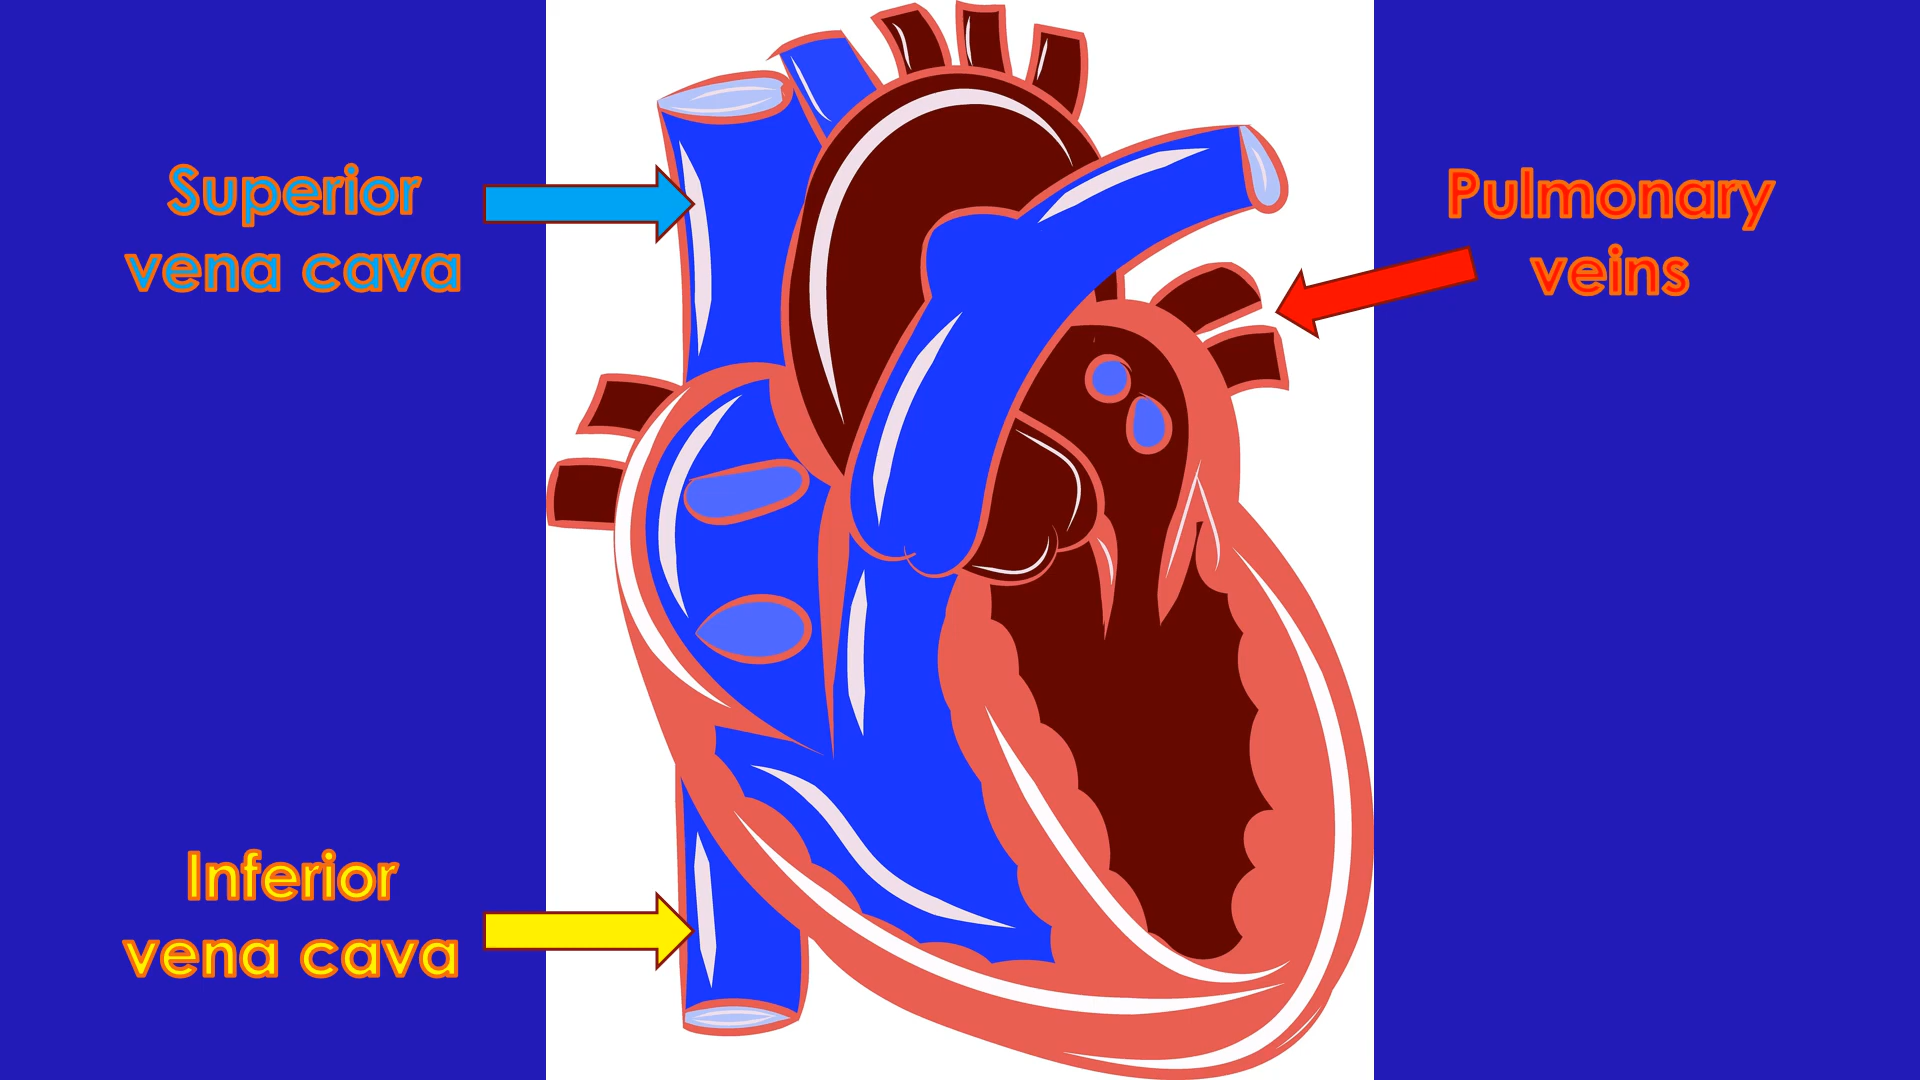 Superior
vena cava
Pulmonary
veins
Inferior
vena cava